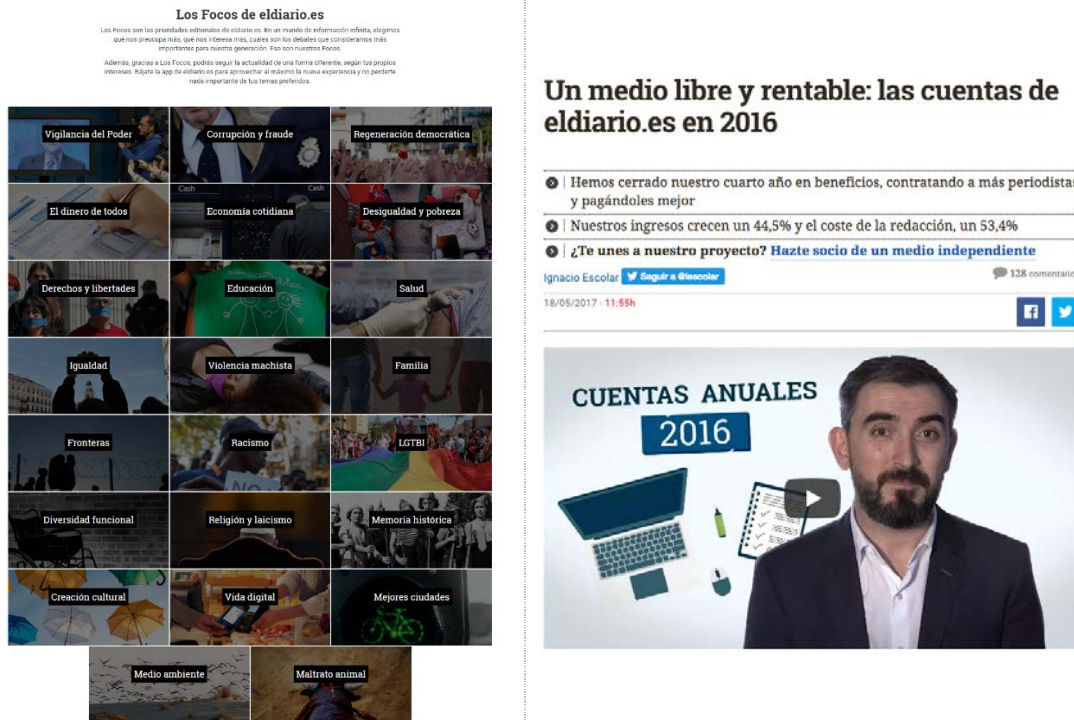 Los Focos de eldiario.es
Los Focos son las prioridades editoriales de eldiario.es. En un mundo de información infinita, elegimos
qué nos preocupa más, qué nos interesa más, cuáles son los debates que consideramos más
importantes para nuestra generación. Esos son nuestros Focos.
Además, gracias a Los Focos, podrás seguir la actualidad de una forma diferente, según tus propios
intereses. Bájate la app de eldiario.es para aprovechar al máximo la nueva experiencia y no perderte
nada importante de tus temas preferidos.
Vigilancia del Poder
Corrupción y fraude
Regeneración democrática
El dinero de todos
Cash
Economía cotidiana
Cash
Desigualdad y pobreza
Derechos y libertades
Educación
Salud
Igualdad
Violencia machista
Familia
Fronteras
Racismo
NO
LGTBI
Diversidad funcional
Religión y laicismo
Memoria histórica
Creación cultural
Vida digital
Mejores ciudades
Medio ambiente
Maltrato animal
Un medio libre y rentable: las cuentas de
eldiario.es en 2016
Hemos cerrado nuestro cuarto año en beneficios, contratando a más periodistas
y pagándoles mejor
Nuestros ingresos crecen un 44,5% y el coste de la redacción, un 53,4%
¿Te unes a nuestro proyecto? Hazte socio de un medio independiente
Ignacio Escolar Seguir a @iescolar
128 comentario
18/05/2017 - 11:55h
CUENTAS ANUALES
2016